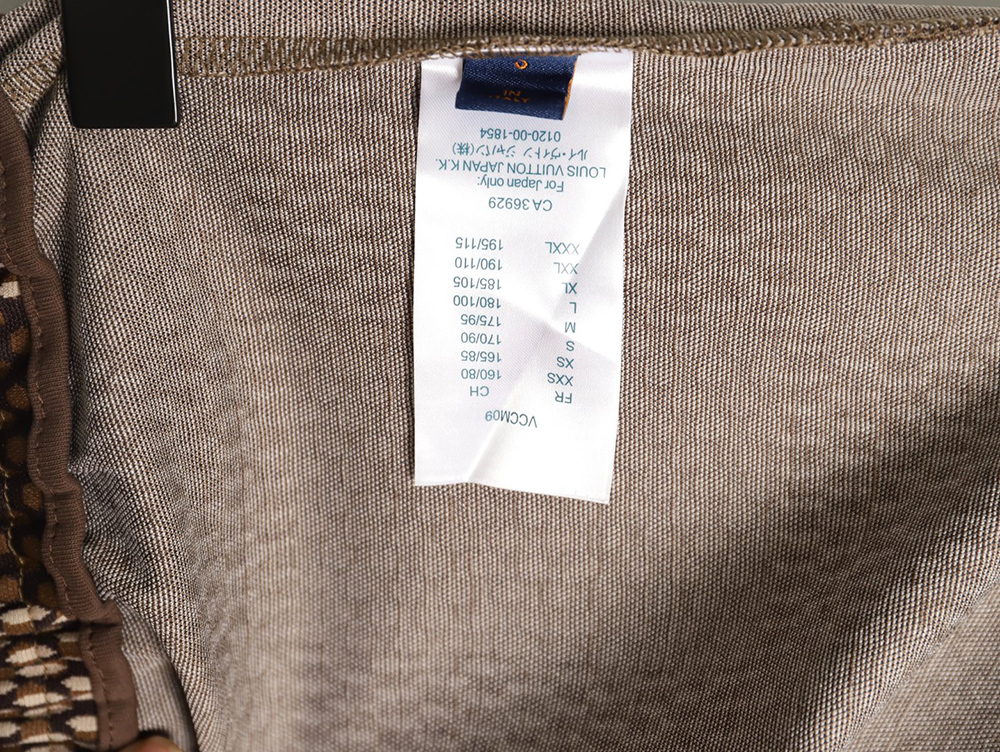 VCCM09
FR CH
XXS 160/80
XS 165/85
S 170/90
M 175/95
L 180/100
XL 185/105
XXL 190/110
XXXL 195/115
CA 36929
For Japan only:
LOUIS VUITTON JAPAN K.K.
ルイ・ヴィトン ジャパン(株)
0120-00-1854
IN
ITALY